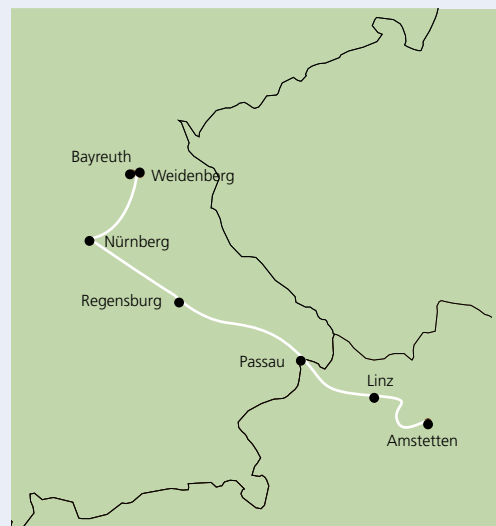 Bayreuth
Weidenberg
Nürnberg
Regensburg
Passau
Linz
Amstetten